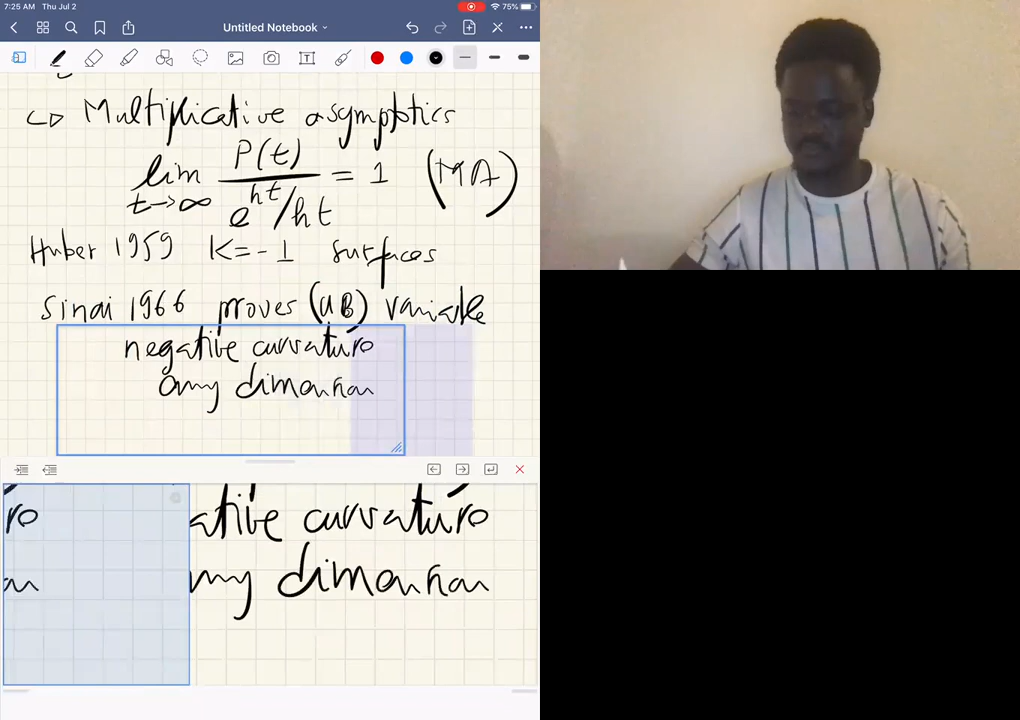 7:25 AM Thu Jul 2
75%
Untitled Notebook
Multiplicative asymptotics
lim t→∞ P(t) / e^ht/ht = 1 (MA)
Huber 1959 K=-1 surfaces
Sinai 1966 proves (UB) variable
negative curvature
any dimension
ative curvature
ny dimension